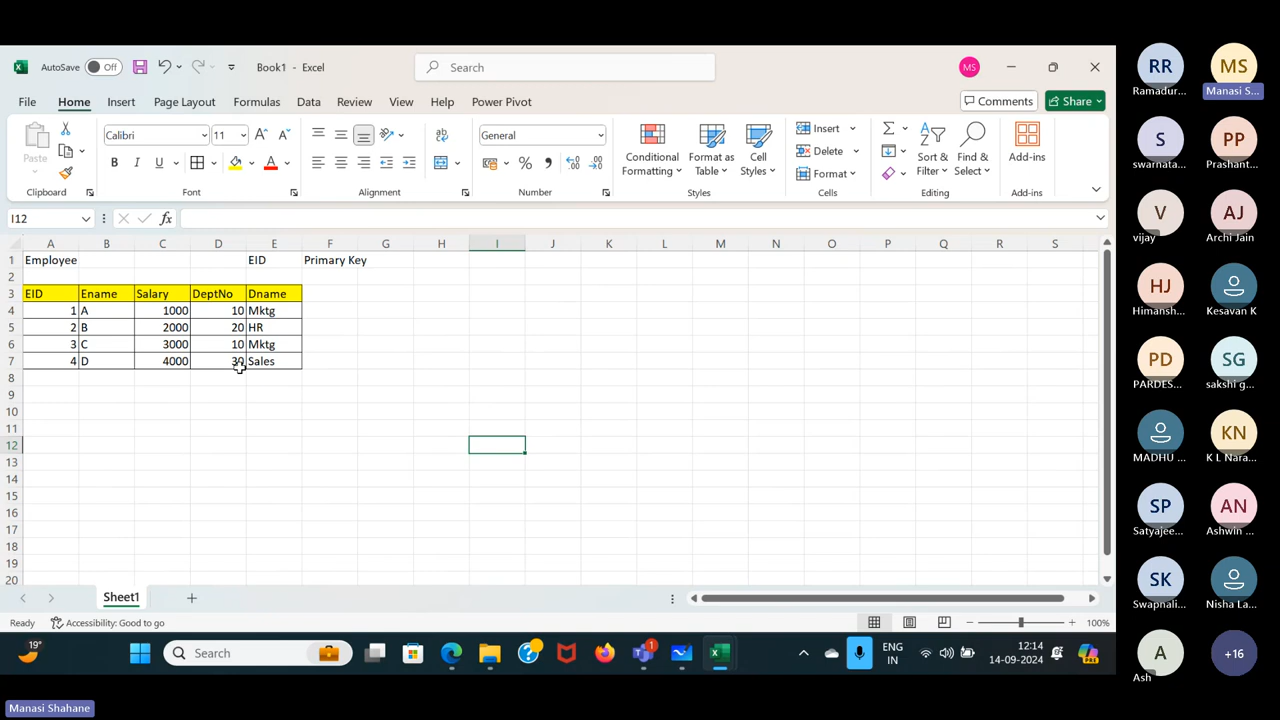 AutoSave Off Book1 - Excel Search MS
File Home Insert Page Layout Formulas Data Review View Help Power Pivot Comments Share
Paste Calibri 11 General Conditional Formatting Format as Table Cell Styles Insert Delete Format Sort & Filter Find & Select Add-ins
Clipboard Font Alignment Number Styles Cells Editing Add-ins
I12 fx
A B C D E F G H I J K L M N O P Q R S
1 Employee EID Primary Key
2
3 EID Ename Salary DeptNo Dname
4 1 A 1000 10 Mktg
5 2 B 2000 20 HR
6 3 C 3000 10 Mktg
7 4 D 4000 30 Sales
8
9
10
11
12
13
14
15
16
17
18
19
20
Sheet1
Ready Accessibility: Good to go 100%
19° Search 1 ENG IN 12:14 14-09-2024 PRE
Manasi Shahane
RR MS
Ramadur... Manasi S...
S PP
swarnata... Prashant...
V AJ
vijay Archi Jain
HJ
Himansh... Kesavan K
PD SG
PARDES... sakshi g...
KN
MADHU ... K L Nara...
SP AN
Satyajee... Ashwin ...
SK
Swapnali... Nisha La...
A +16
Ash